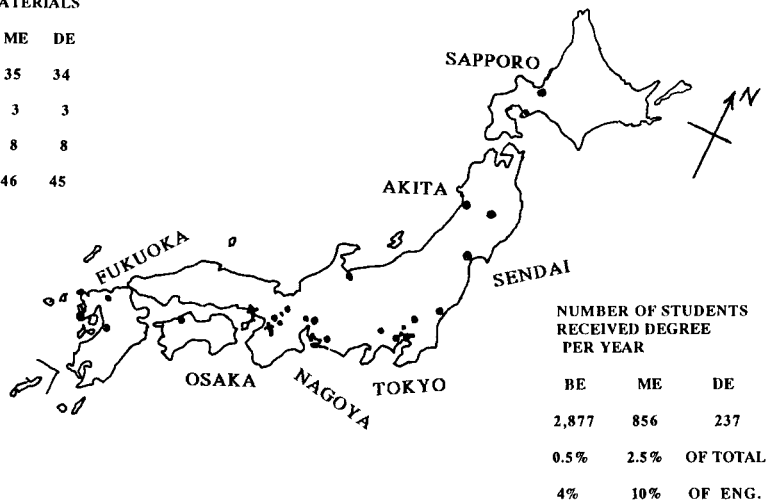 ATERIALS
ME DE
35 34
3 3
8 8
46 45
SAPPORO
N
AKITA
FUKUOKA
SENDAI
OSAKA
NAGOYA
TOKYO
NUMBER OF STUDENTS
RECEIVED DEGREE
PER YEAR
BE ME DE
2,877 856 237
0.5% 2.5% OF TOTAL
4% 10% OF ENG.